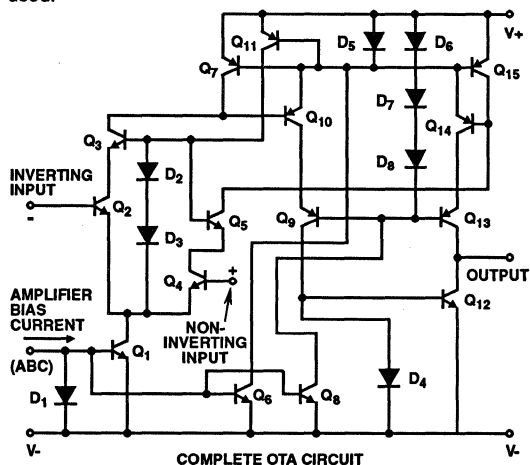 used.
Q11
D5
D6
V+
Q7
Q15
Q10
D7
Q14
Q3
D2
D8
INVERTING
INPUT
-
Q2
Q5
Q9
Q13
D3
Q4
+
OUTPUT
AMPLIFIER
BIAS
CURRENT
NON-
INVERTING
INPUT
Q12
(ABC)
Q1
D1
Q6
Q8
D4
V-
V-
COMPLETE OTA CIRCUIT